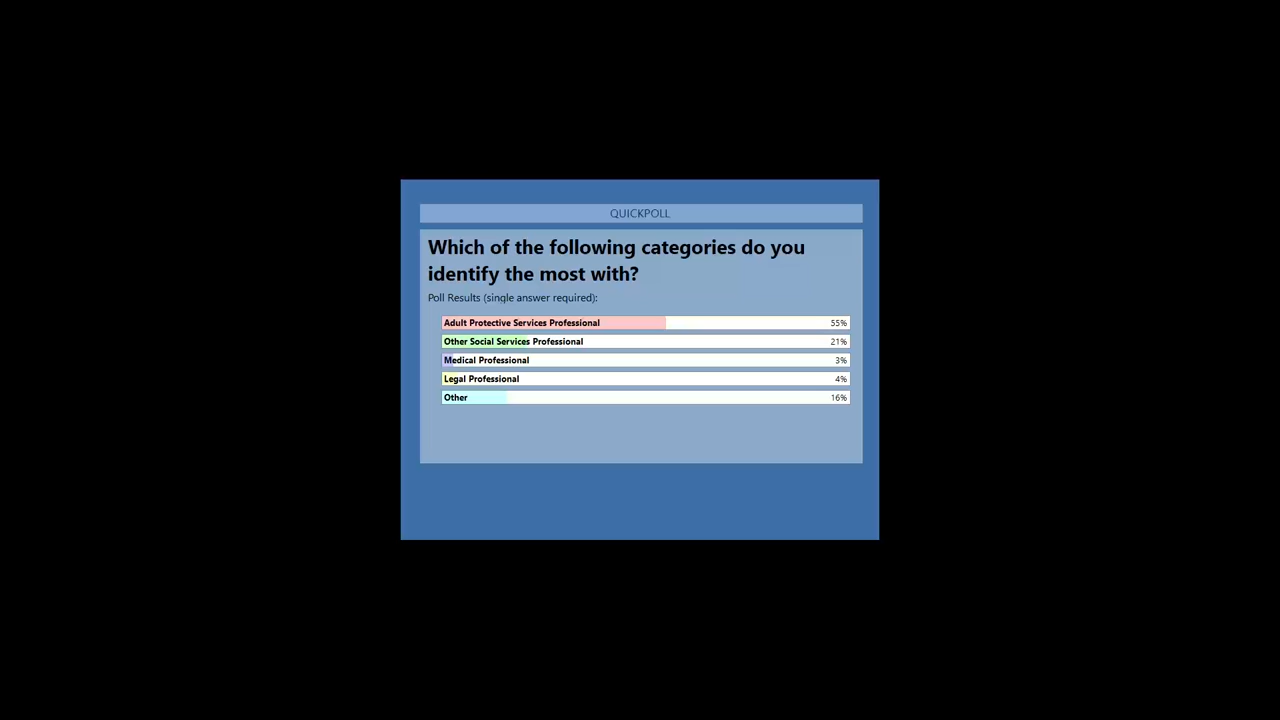 QUICKPOLL
Which of the following categories do you
identify the most with?
Poll Results (single answer required):
Adult Protective Services Professional 55%
Other Social Services Professional 21%
Medical Professional 3%
Legal Professional 4%
Other 16%